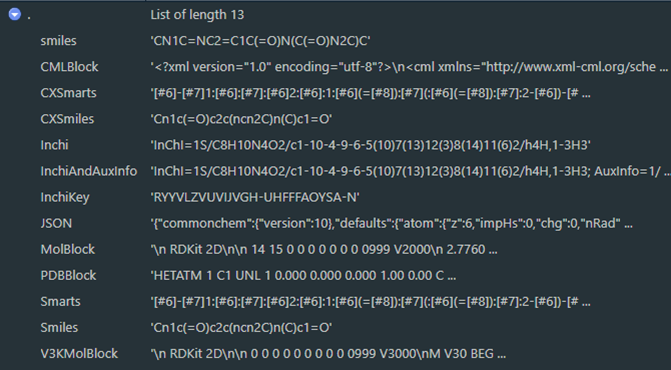 . List of length 13
smiles 'CN1C=NC2=C1C(=O)N(C(=O)N2C)C'
CMLBlock '<?xml version="1.0" encoding="utf-8"?>\n<cml xmlns="http://www.xml-cml.org/sche ...
CXSmarts '[#6]-[#7]1:[#6]:[#7]:[#6]2:[#6]:1:[#6](=[#8]):[#7](:[#6](=[#8]):[#7]:2-[#6])-[# ...
CXSmiles 'Cn1c(=O)c2c(ncn2C)n(C)c1=O'
Inchi 'InChI=1S/C8H10N4O2/c1-10-4-9-6-5(10)7(13)12(3)8(14)11(6)2/h4H,1-3H3'
InchiAndAuxInfo 'InChI=1S/C8H10N4O2/c1-10-4-9-6-5(10)7(13)12(3)8(14)11(6)2/h4H,1-3H3; AuxInfo=1/ ...
InchiKey 'RYYVLZVUVIJVGH-UHFFFAOYSA-N'
JSON '{"commonchem":{"version":10},"defaults":{"atom":{"z":6,"impHs":0,"chg":0,"nRad" ...
MolBlock '\n RDKit 2D\n\n 14 15 0 0 0 0 0 0 0 0999 V2000\n 2.7760 ...
PDBBlock 'HETATM 1 C1 UNL 1 0.000 0.000 0.000 1.00 0.00 C ...
Smarts '[#6]-[#7]1:[#6]:[#7]:[#6]2:[#6]:1:[#6](=[#8]):[#7](:[#6](=[#8]):[#7]:2-[#6])-[# ...
Smiles 'Cn1c(=O)c2c(ncn2C)n(C)c1=O'
V3KMolBlock '\n RDKit 2D\n\n 0 0 0 0 0 0 0 0 0 0 0999 V3000\nM V30 BEG ...